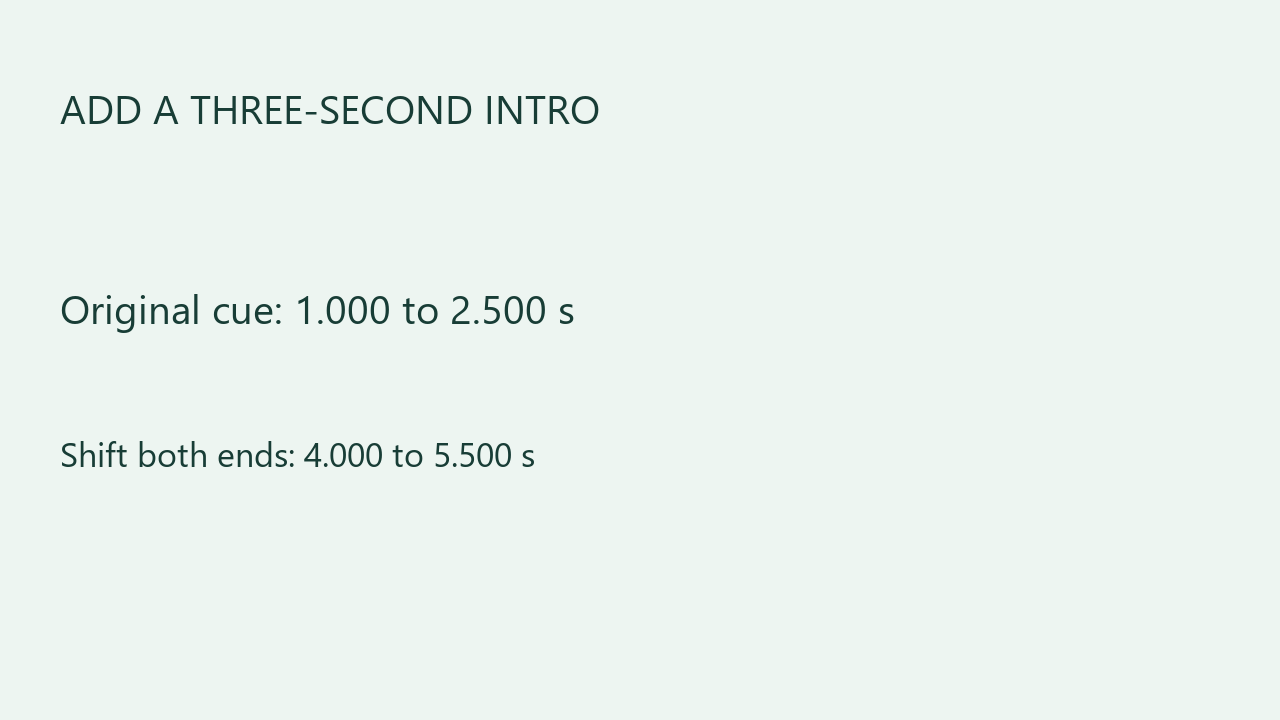 ADD A THREE-SECOND INTRO
Original cue: 1.000 to 2.500 s
Shift both ends: 4.000 to 5.500 s